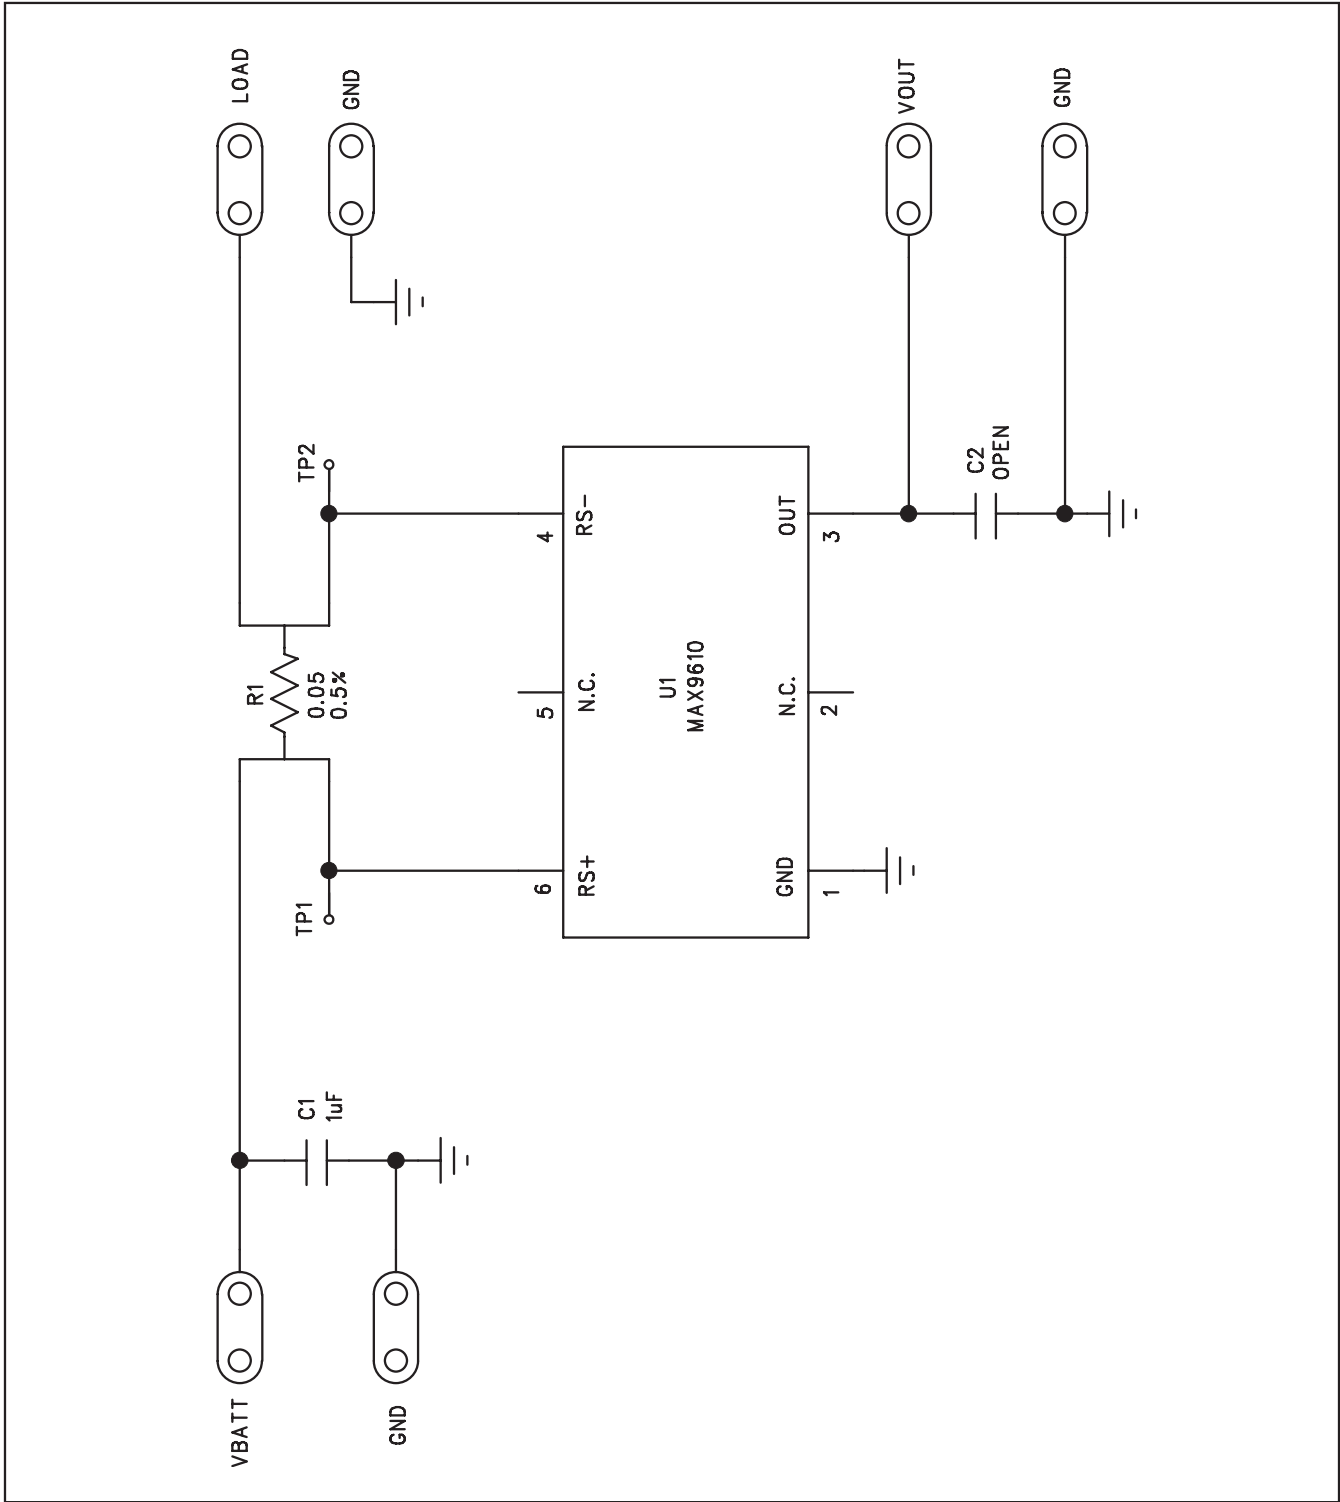 VBATT
GND
C1
1uF
TP1
R1
0.05
0.5%
TP2
LOAD
GND
6
RS+
5
N.C.
4
RS-
U1
MAX9610
GND
1
N.C.
2
OUT
3
C2
OPEN
VOUT
GND